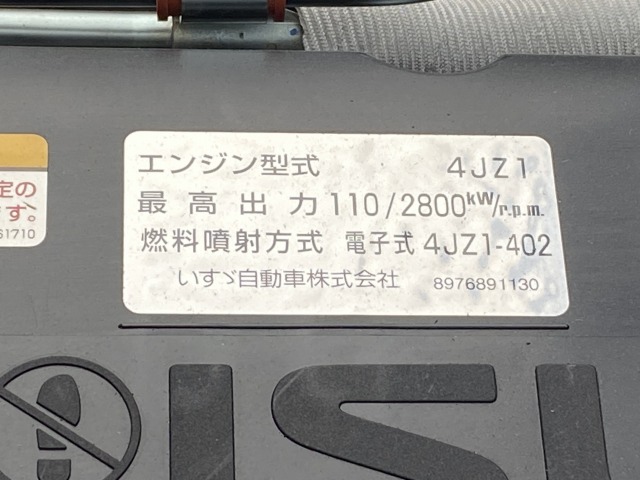 エンジン型式 4JZ1
最高出力 110/2800kW/r.p.m.
燃料噴射方式 電子式 4JZ1-402
いすゞ自動車株式会社 8976891130
定の
す。
61710
ISI